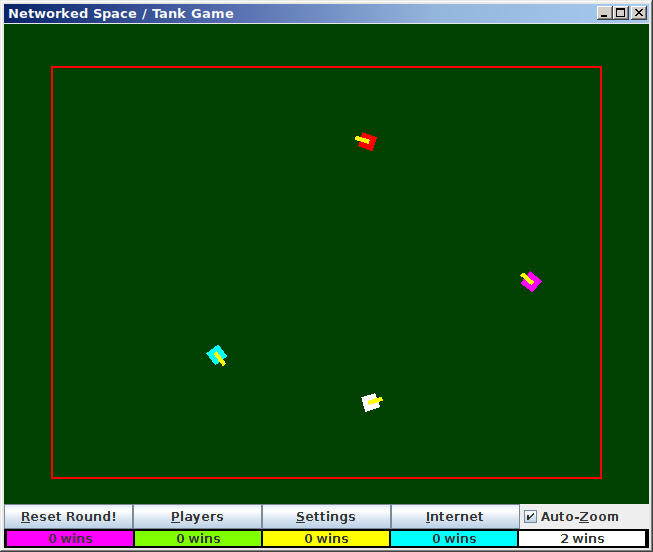 Networked Space / Tank Game
Reset Round! Players Settings Internet Auto-Zoom
0 wins 0 wins 0 wins 0 wins 2 wins